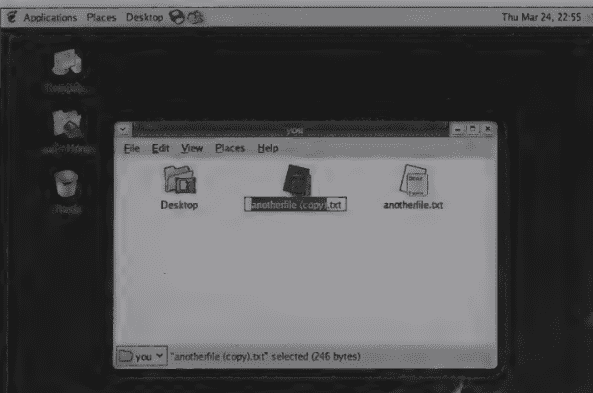 Applications Places Desktop Thu Mar 24, 22:55
you
File Edit View Places Help
Desktop anotherfile (copy).txt anotherfile.txt
you "anotherfile (copy).txt" selected (246 bytes)